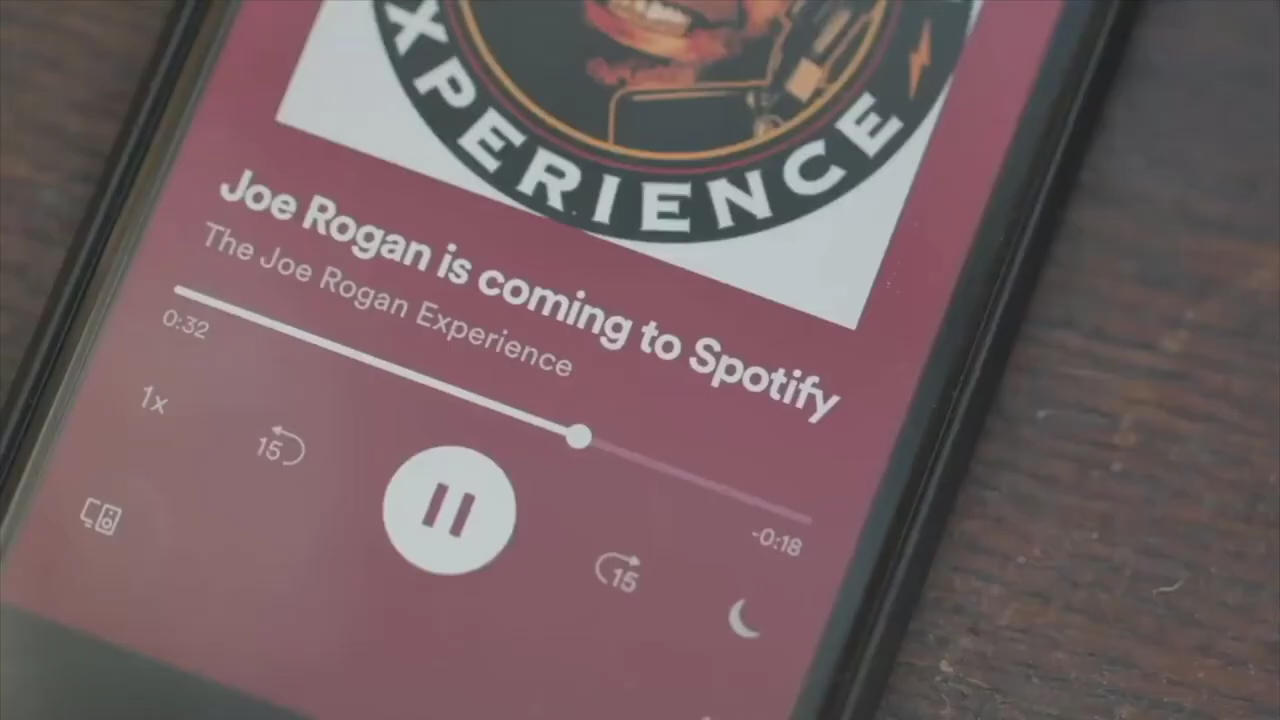 XPERIENCE
Joe Rogan is coming to Spotify
The Joe Rogan Experience
0:32
-0:18
1x
15
15